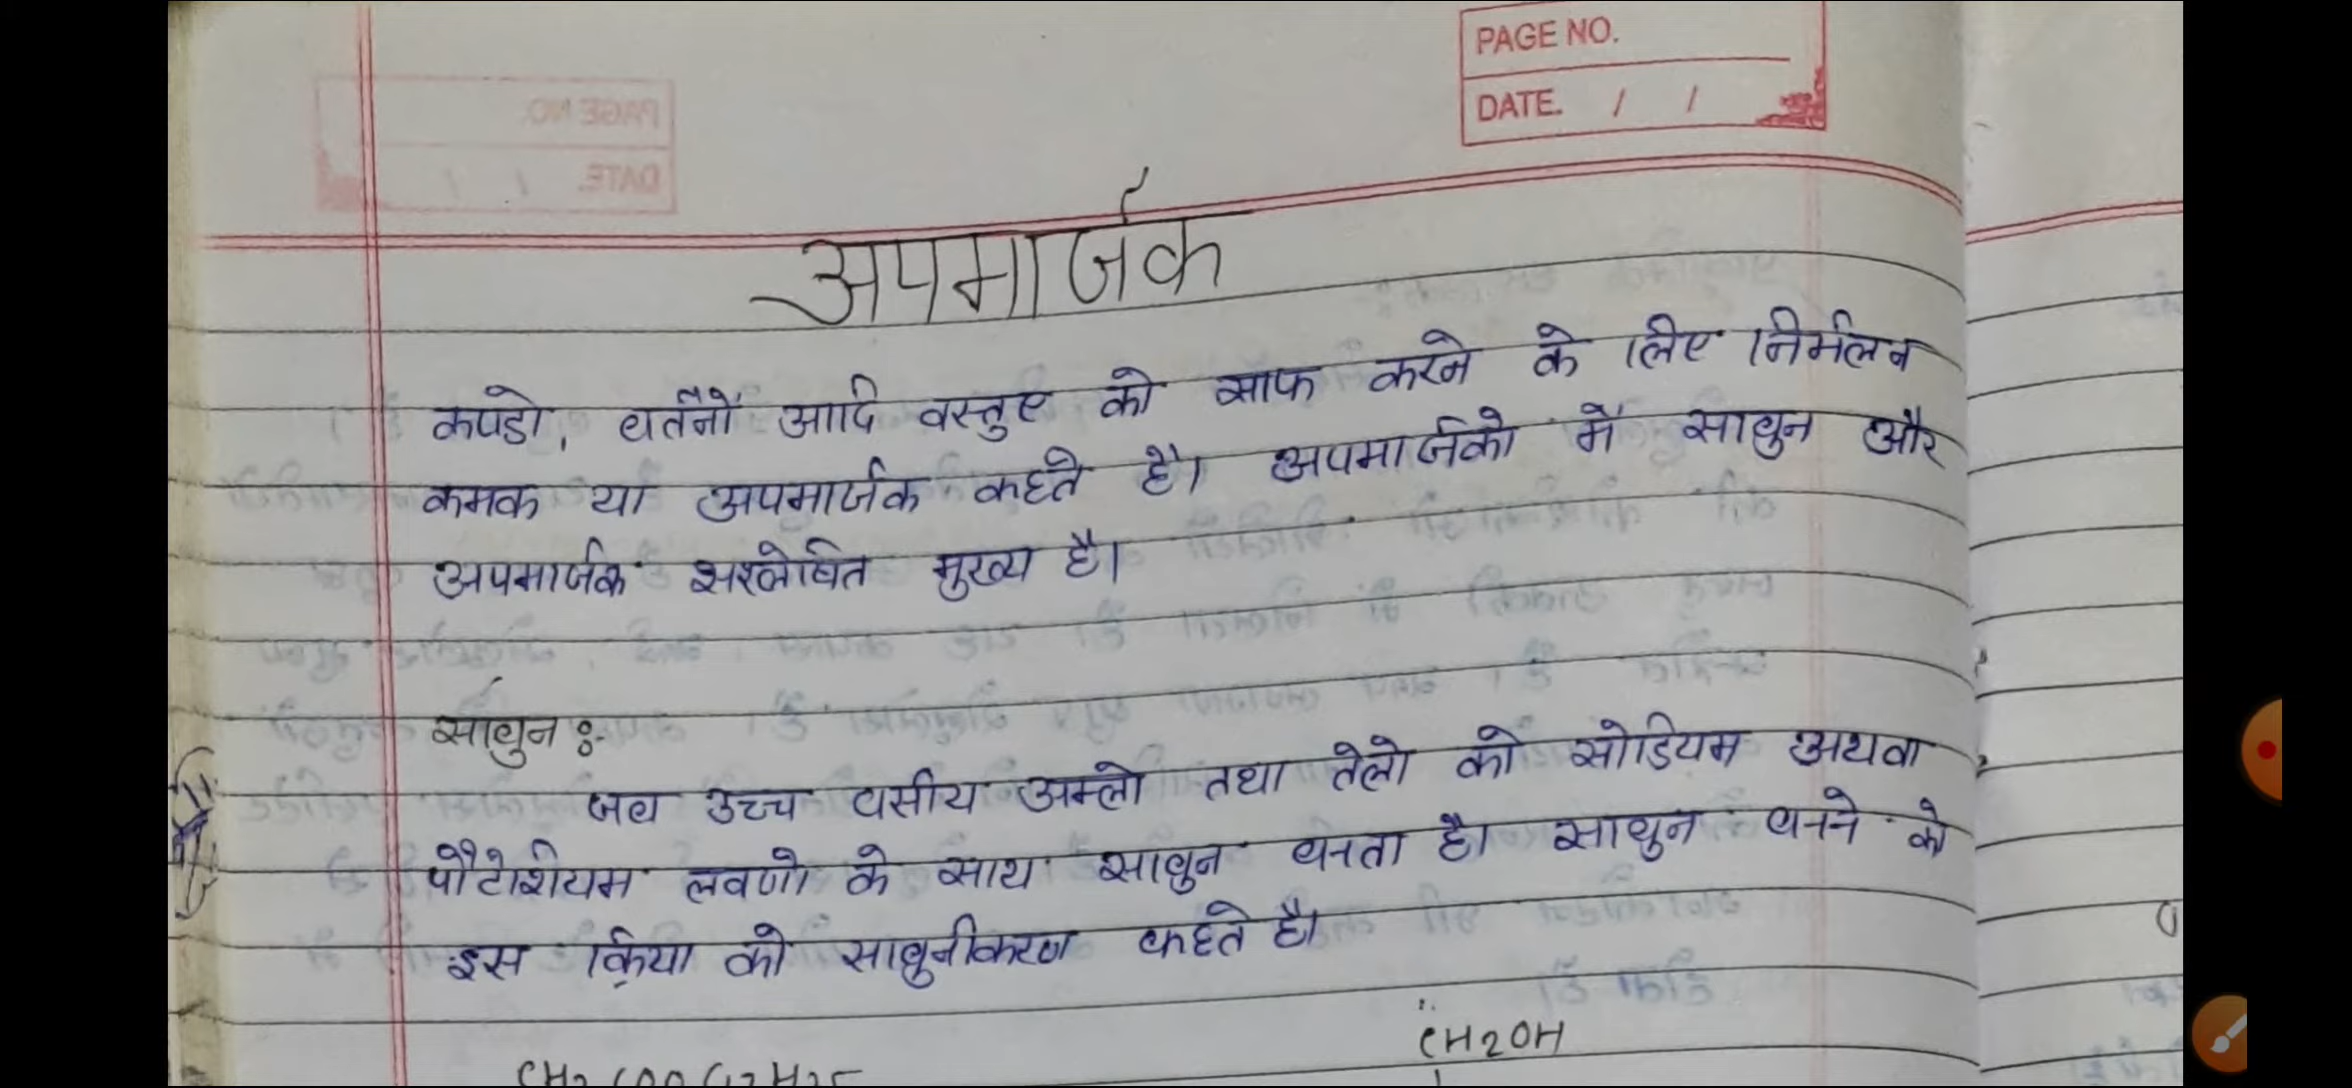 PAGE NO.
DATE. / /
अपमार्जक
कपडो, बर्तनों आदि वस्तुए को साफ करने के लिए निर्मलन
कमक या अपमार्जक कहते है। अपमार्जको में साबुन और
अपमार्जक सश्लेषित मुख्य है।
साबुन :-
जब उच्च वसीय अम्लो तथा तेलो को सोडियम अथवा
पौटेशियम लवणो के साथ साबुन बनता है। साबुन बनने के
इस क्रिया को साबुनीकरण कहते है।
CH2OH